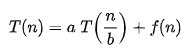 T(n) = a T(n/b) + f(n)